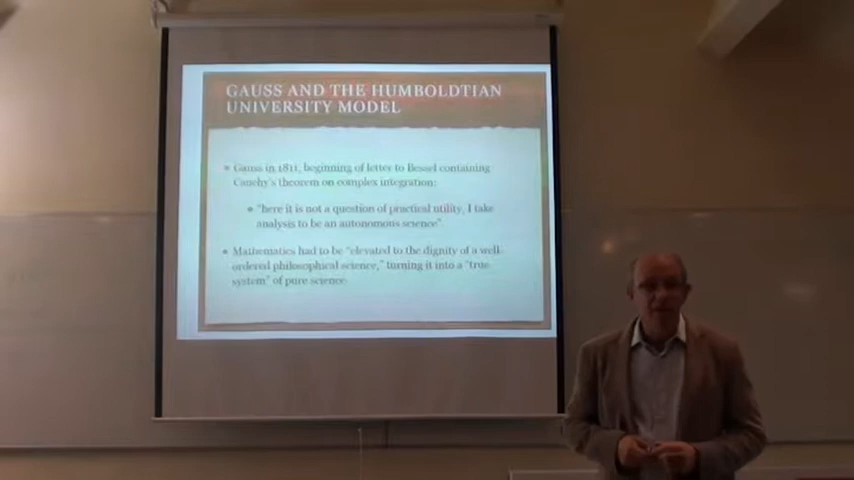 GAUSS AND THE HUMBOLDTIAN
UNIVERSITY MODEL
Gauss in 1811, beginning of letter to Bessel containing
Cauchy's theorem on complex integration:
"here it is not a question of practical utility, I take
analysis to be an autonomous science".
Mathematics had to be "elevated to the dignity of a well-
ordered philosophical science," turning it into a "true
system" of pure science.